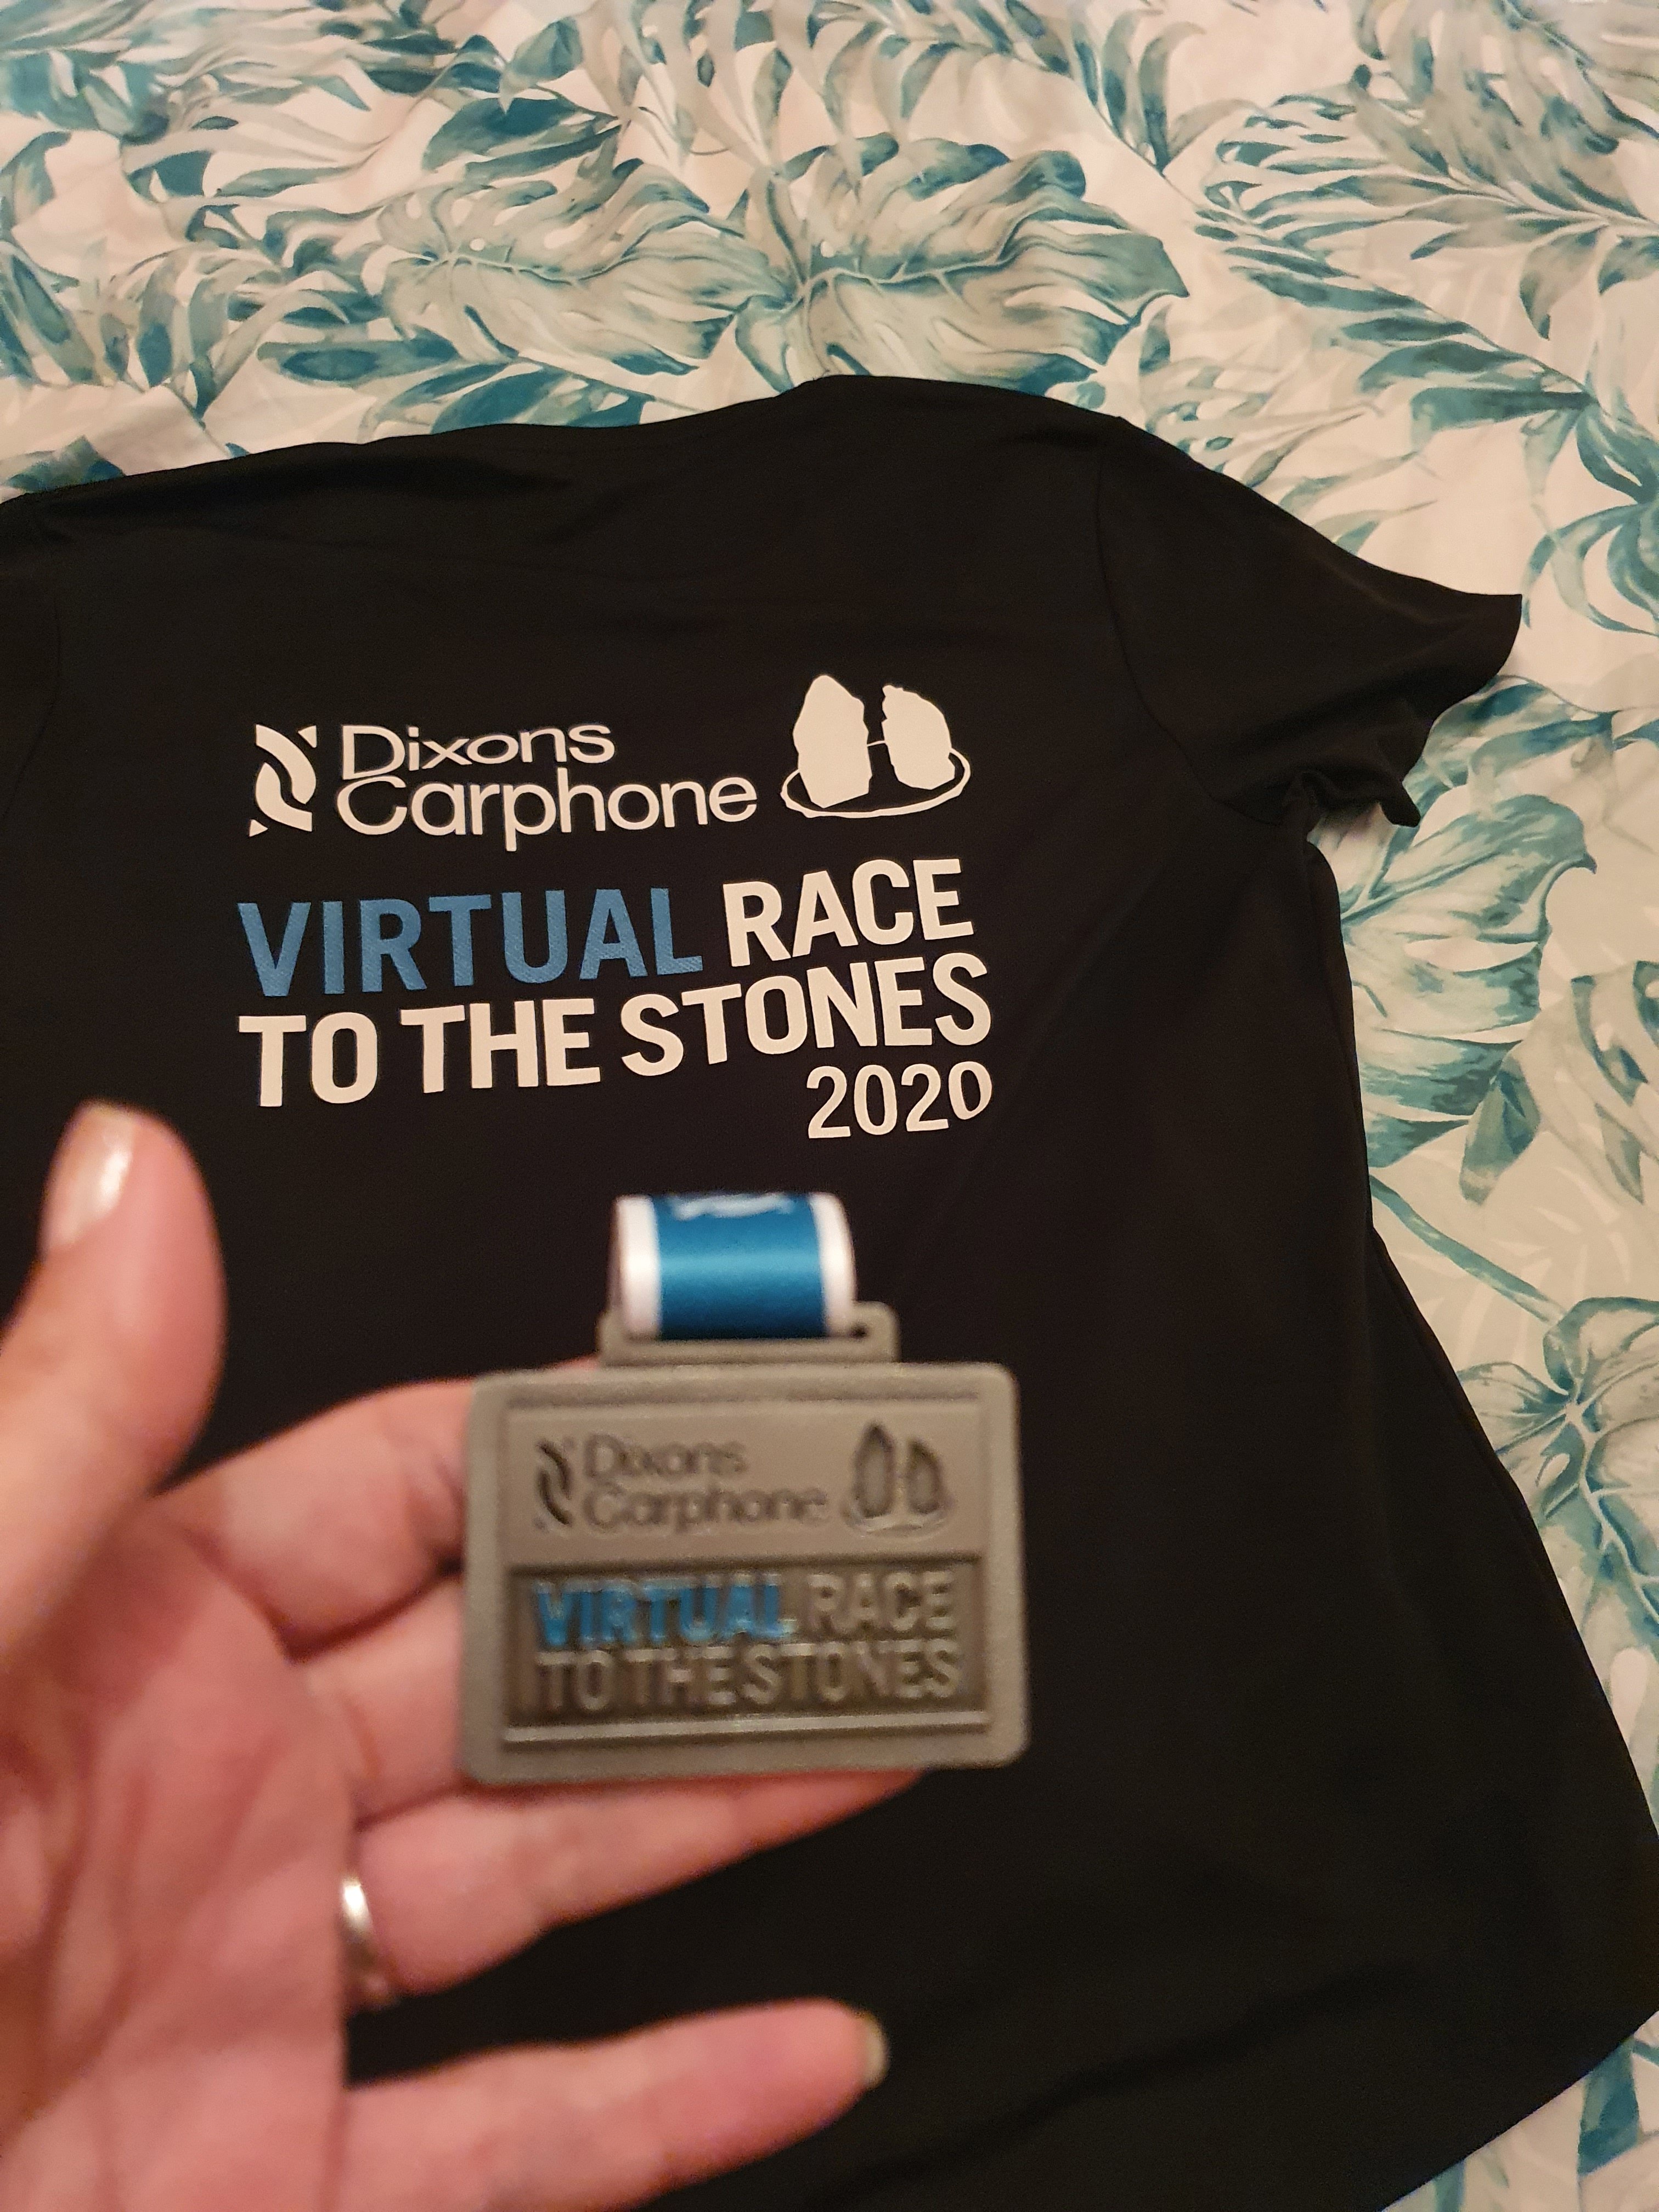 Dixons
Carphone
VIRTUAL RACE
TO THE STONES
2020
Dixons
Carphone
VIRTUAL RACE
TO THE STONES